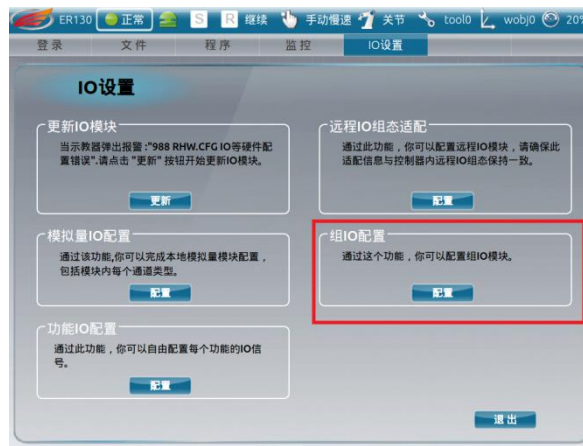 ER130 正常 S R 继续 手动慢速 关节 tool0 wobj0 20%
登录 文件 程序 监控 IO设置
IO设置
更新IO模块
当示教器弹出报警:"988 RHW.CFG IO等硬件配
置错误".请点击 "更新" 按钮开始更新IO模块。
更新
远程IO组态适配
通过此功能，你可以配置远程IO模块，请确保此
适配信息与控制器内远程IO组态保持一致。
配置
模拟量IO配置
通过该功能,你可以完成本地模拟量模块配置，
包括模块内每个通道类型。
配置
组IO配置
通过这个功能，你可以配置组IO模块。
配置
功能IO配置
通过此功能，你可以自由配置每个功能的IO信
号。
配置
退出